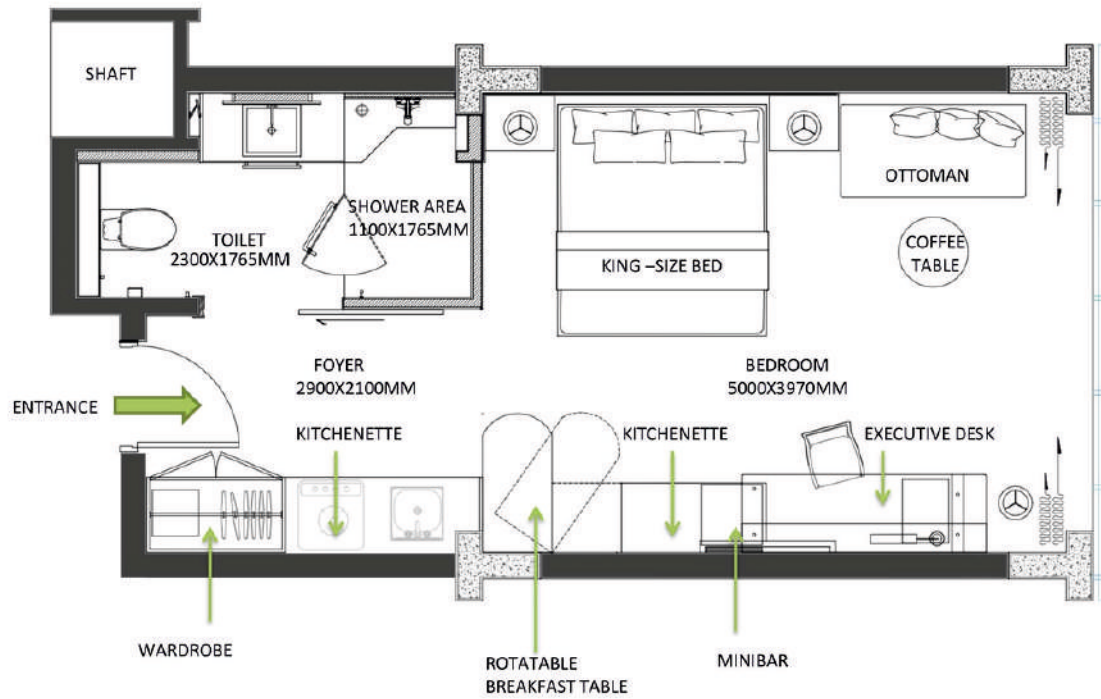 SHAFT
OTTOMAN
SHOWER AREA
1100X1765MM
TOILET
2300X1765MM
COFFEE
TABLE
KING –SIZE BED
FOYER
2900X2100MM
BEDROOM
5000X3970MM
ENTRANCE
KITCHENETTE
KITCHENETTE
EXECUTIVE DESK
WARDROBE
ROTATABLE
BREAKFAST TABLE
MINIBAR